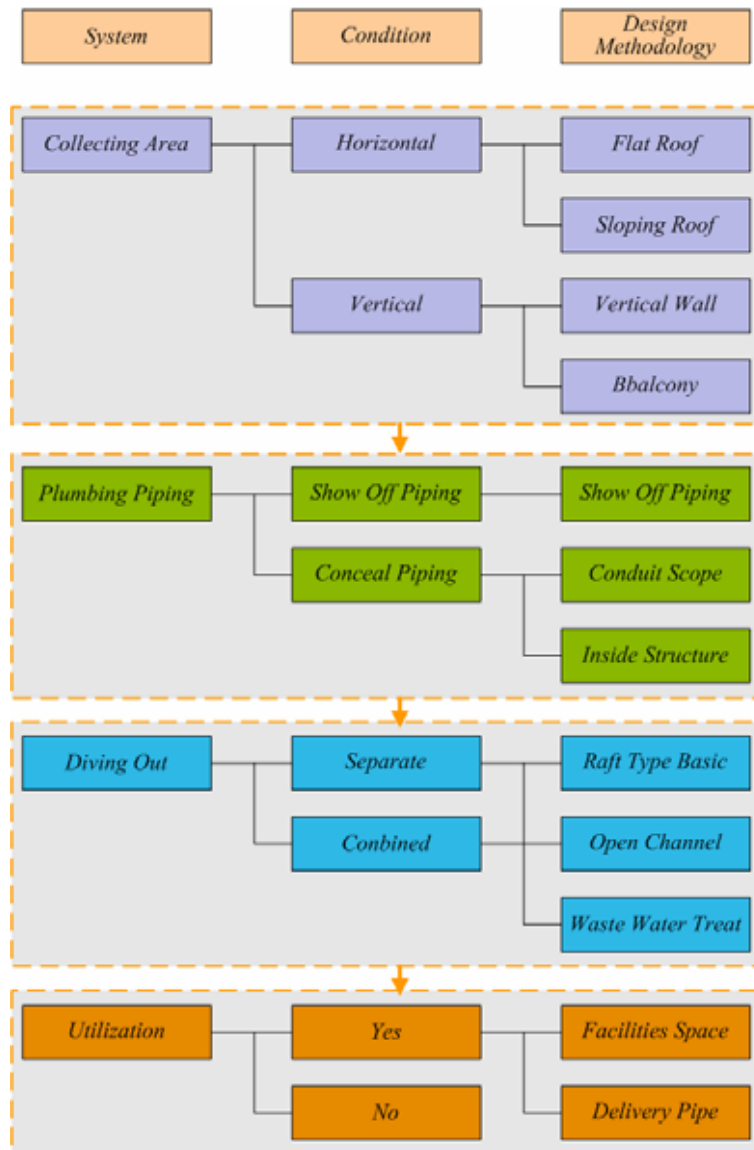 System
Condition
Design
Methodology
Collecting Area
Horizontal
Flat Roof
Sloping Roof
Vertical
Vertical Wall
Bbalcony
Plumbing Piping
Show Off Piping
Show Off Piping
Conceal Piping
Conduit Scope
Inside Structure
Diving Out
Separate
Raft Type Basic
Conbined
Open Channel
Waste Water Treat
Utilization
Yes
Facilities Space
No
Delivery Pipe